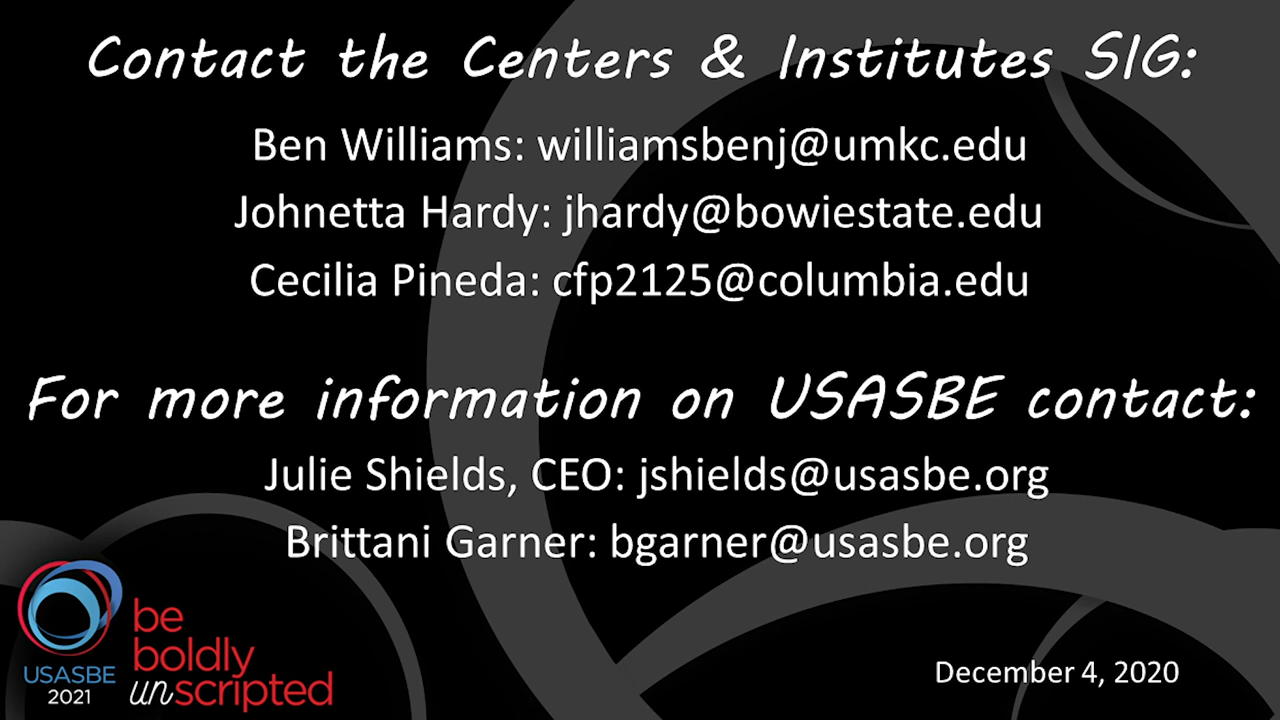 Contact the Centers & Institutes SIG:
Ben Williams: williamsbenj@umkc.edu
Johnetta Hardy: jhardy@bowiestate.edu
Cecilia Pineda: cfp2125@columbia.edu
For more information on USASBE contact:
Julie Shields, CEO: jshields@usasbe.org
Brittani Garner: bgarner@usasbe.org
USASBE
2021
be
boldly
unscripted
December 4, 2020